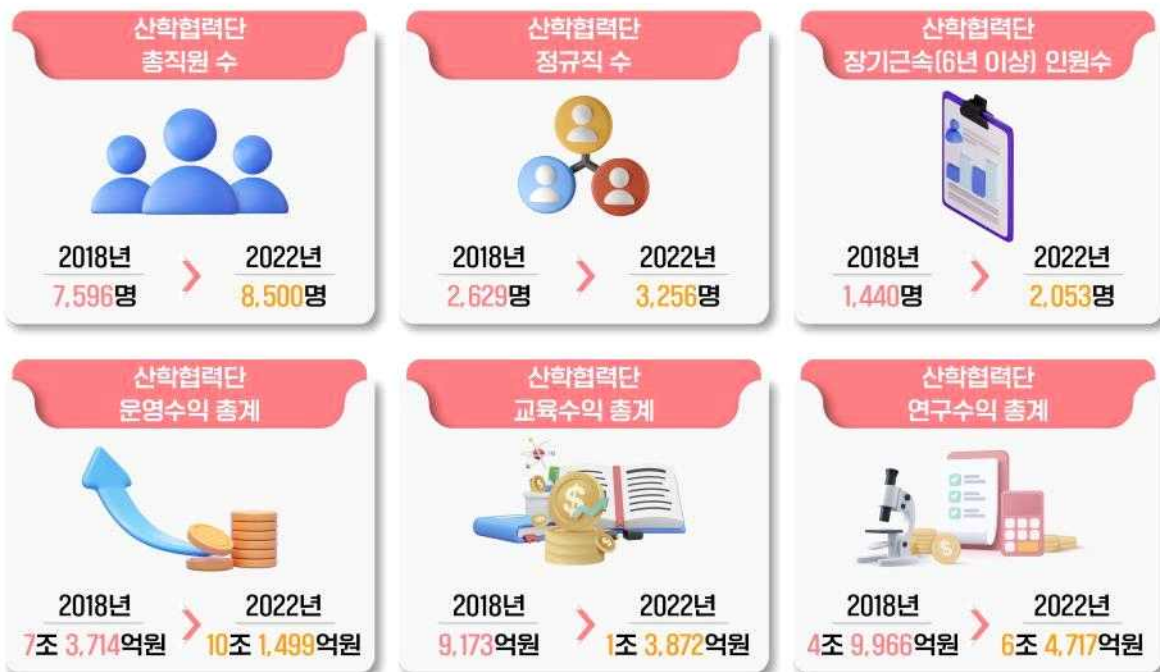 산학협력단
총직원 수
2018년
2022년
7,596명
8,500명
산학협력단
정규직 수
2018년
2022년
2,629명
3,256명
산학협력단
장기근속(6년 이상) 인원수
2018년
2022년
1,440명
2,053명
산학협력단
운영수익 총계
2018년
2022년
7조 3,714억원
10조 1,499억원
산학협력단
교육수익 총계
2018년
2022년
9,173억원
1조 3,872억원
산학협력단
연구수익 총계
2018년
2022년
4조 9,966억원
6조 4,717억원